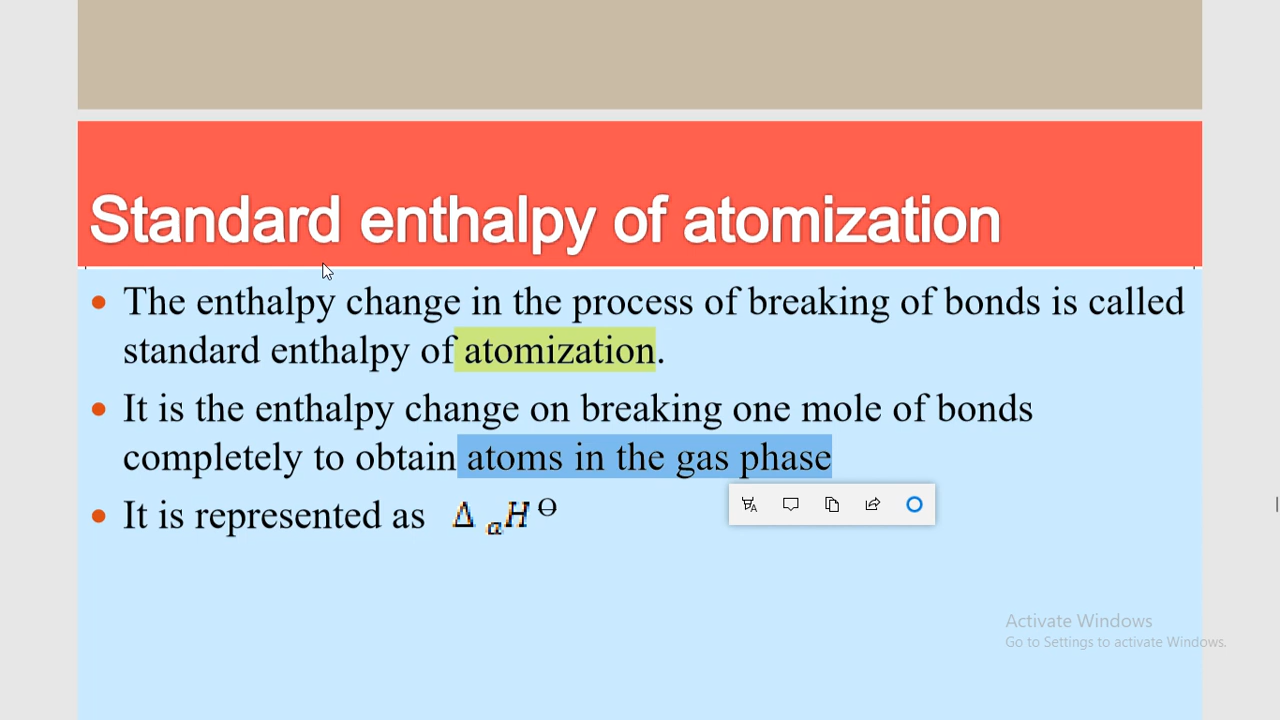 Standard enthalpy of atomization
• The enthalpy change in the process of breaking of bonds is called
standard enthalpy of atomization.
• It is the enthalpy change on breaking one mole of bonds
completely to obtain atoms in the gas phase
• It is represented as Δ ₐH ⊖
Activate Windows
Go to Settings to activate Windows.